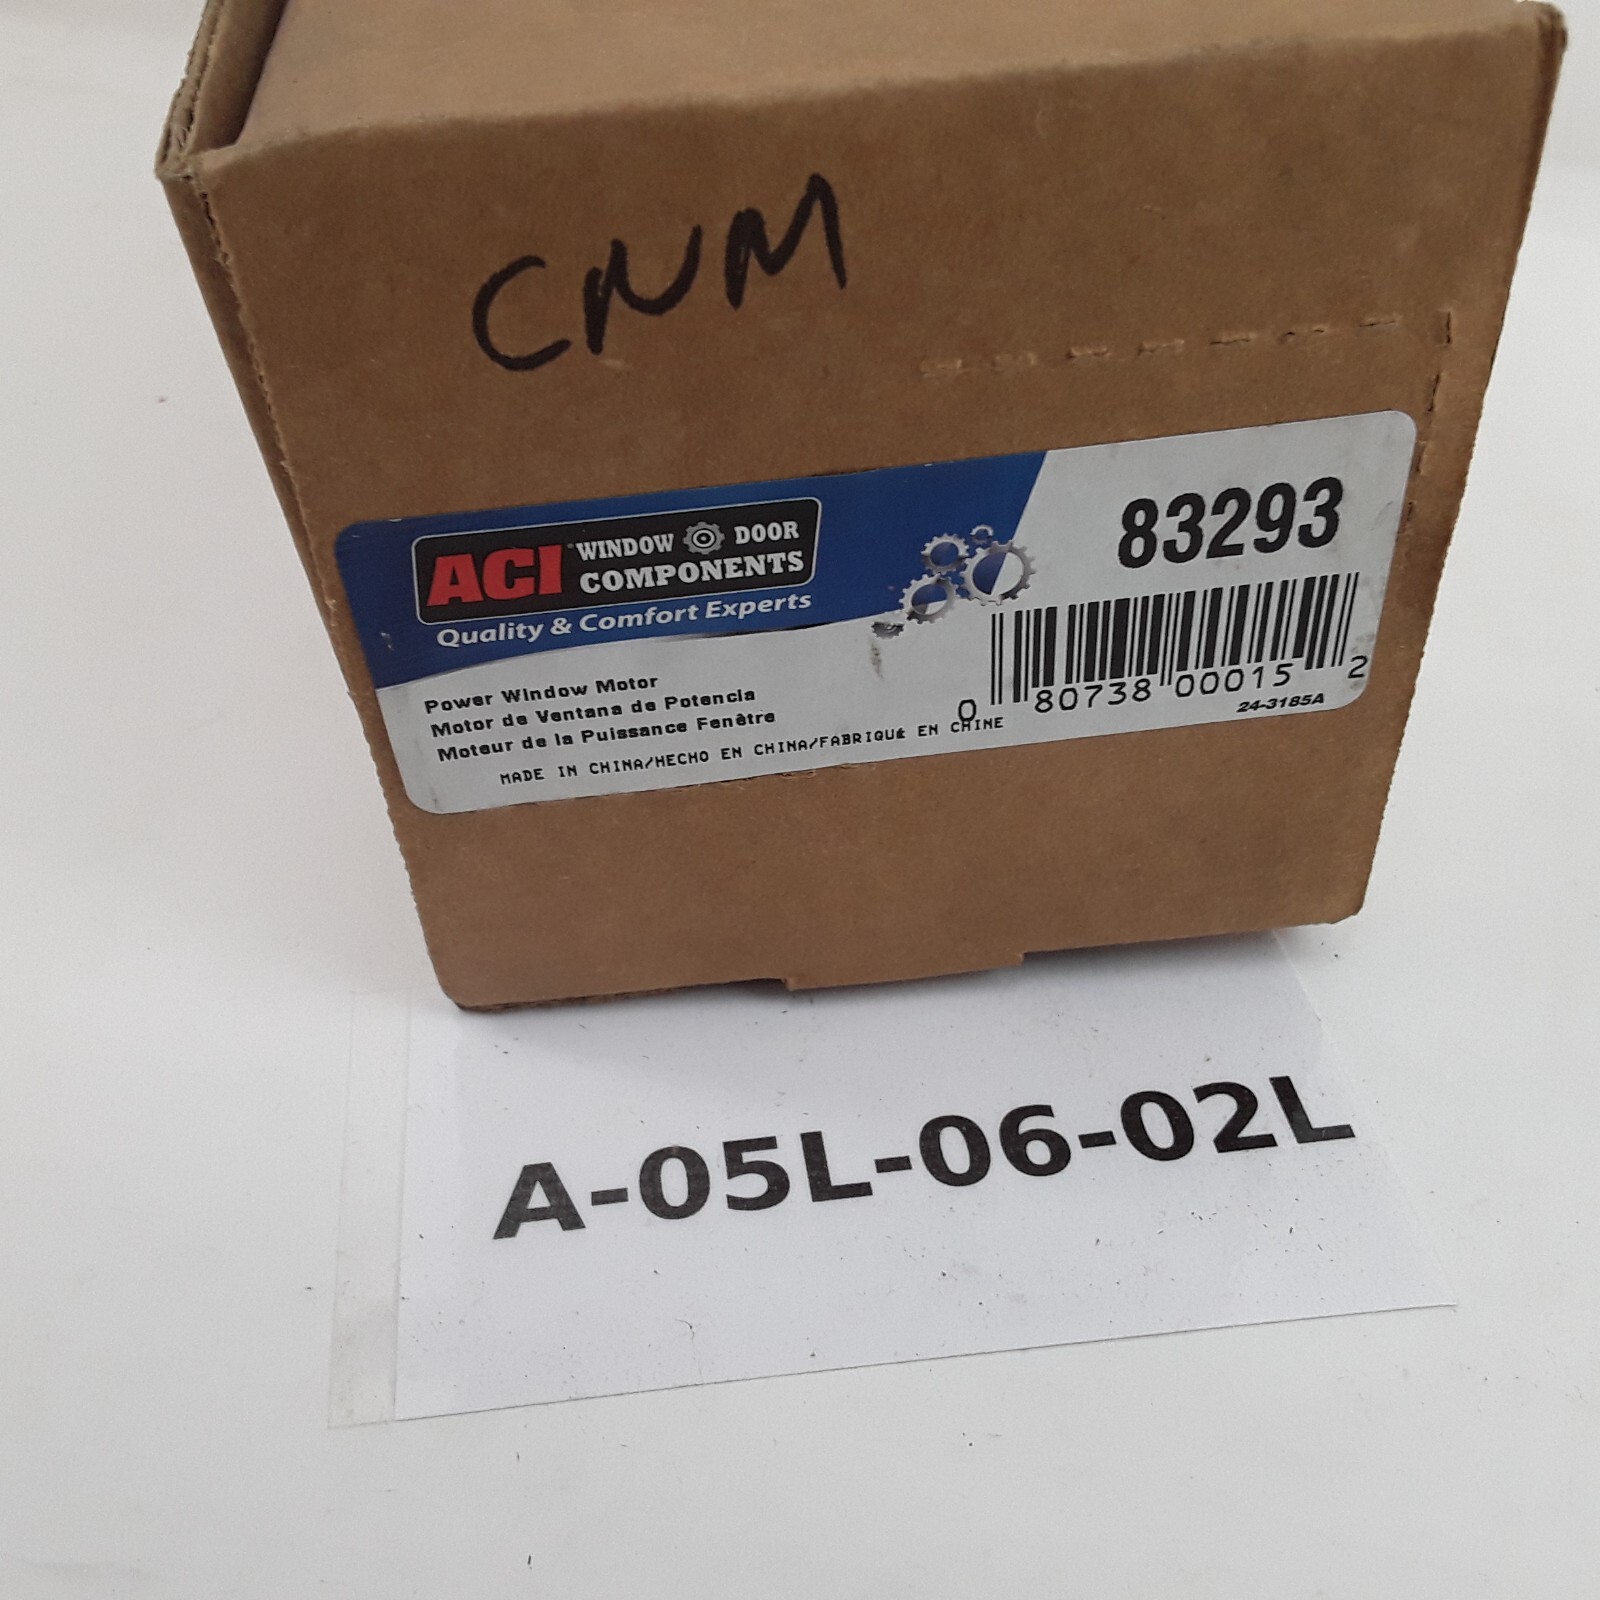 CNM
ACI WINDOW DOOR
COMPONENTS
Quality & Comfort Experts
83293
Power Window Motor
Motor de Ventana de Potencia
Moteur de la Puissance Fenêtre
MADE IN CHINA/HECHO EN CHINA/FABRIQUÉ EN CHINE
0 80738 00015 2
24-3185A
A-05L-06-02L